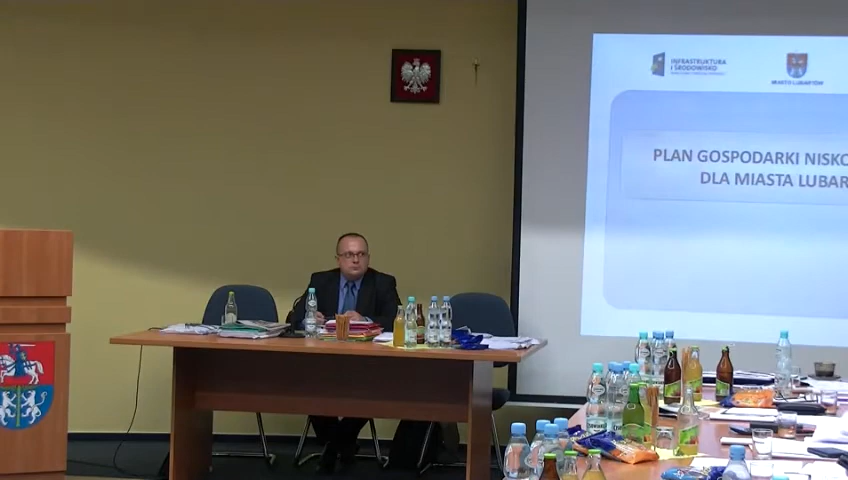 INFRASTRUKTURA
I ŚRODOWISKO
MIASTO LUBARTÓW
PLAN GOSPODARKI NISKO
DLA MIASTA LUBAR